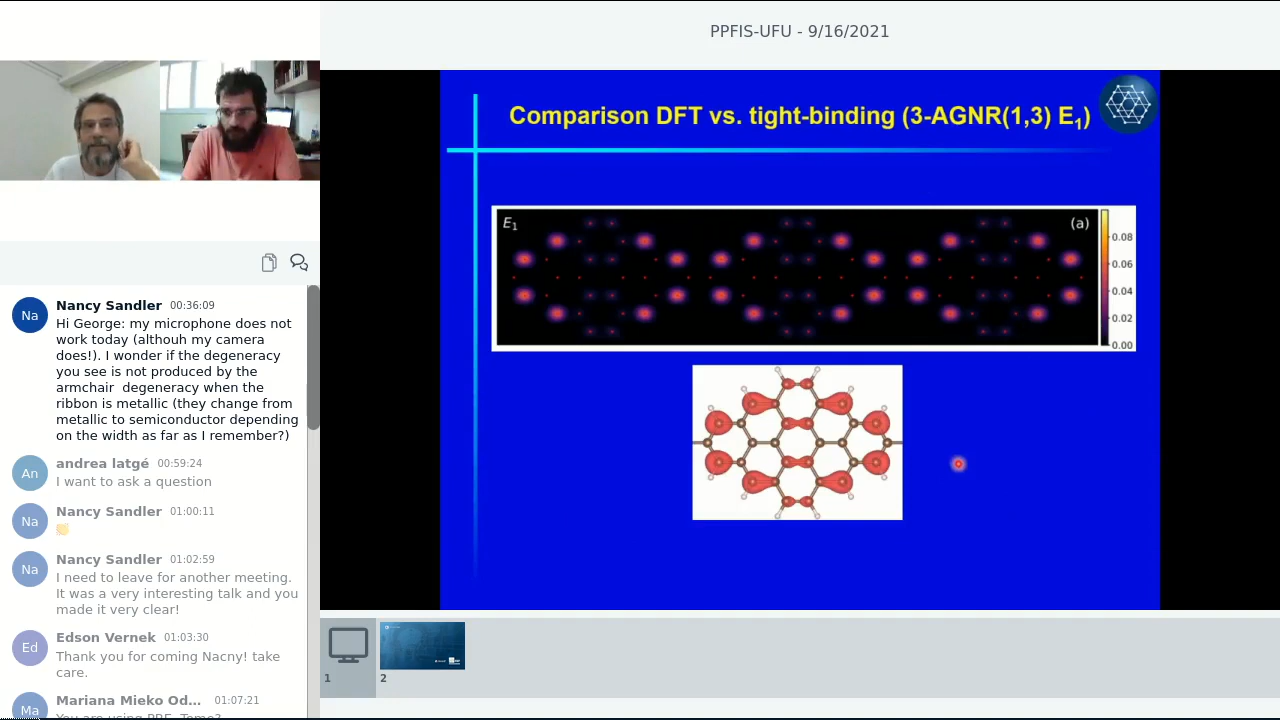 PPFIS-UFU - 9/16/2021
Comparison DFT vs. tight-binding (3-AGNR(1,3) E1)
E1
(a)
0.08
0.06
0.04
0.02
0.00
Na
Nancy Sandler 00:36:09
Hi George: my microphone does not
work today (althouh my camera
does!). I wonder if the degeneracy
you see is not produced by the
armchair degeneracy when the
ribbon is metallic (they change from
metallic to semiconductor depending
on the width as far as I remember?)
An
andrea latgé 00:59:24
I want to ask a question
Na
Nancy Sandler 01:00:11
Na
Nancy Sandler 01:02:59
I need to leave for another meeting.
It was a very interesting talk and you
made it very clear!
Ed
Edson Vernek 01:03:30
Thank you for coming Nacny! take
care.
Ma
Mariana Mieko Od... 01:07:21
You are using PBE, Tome?
1
2